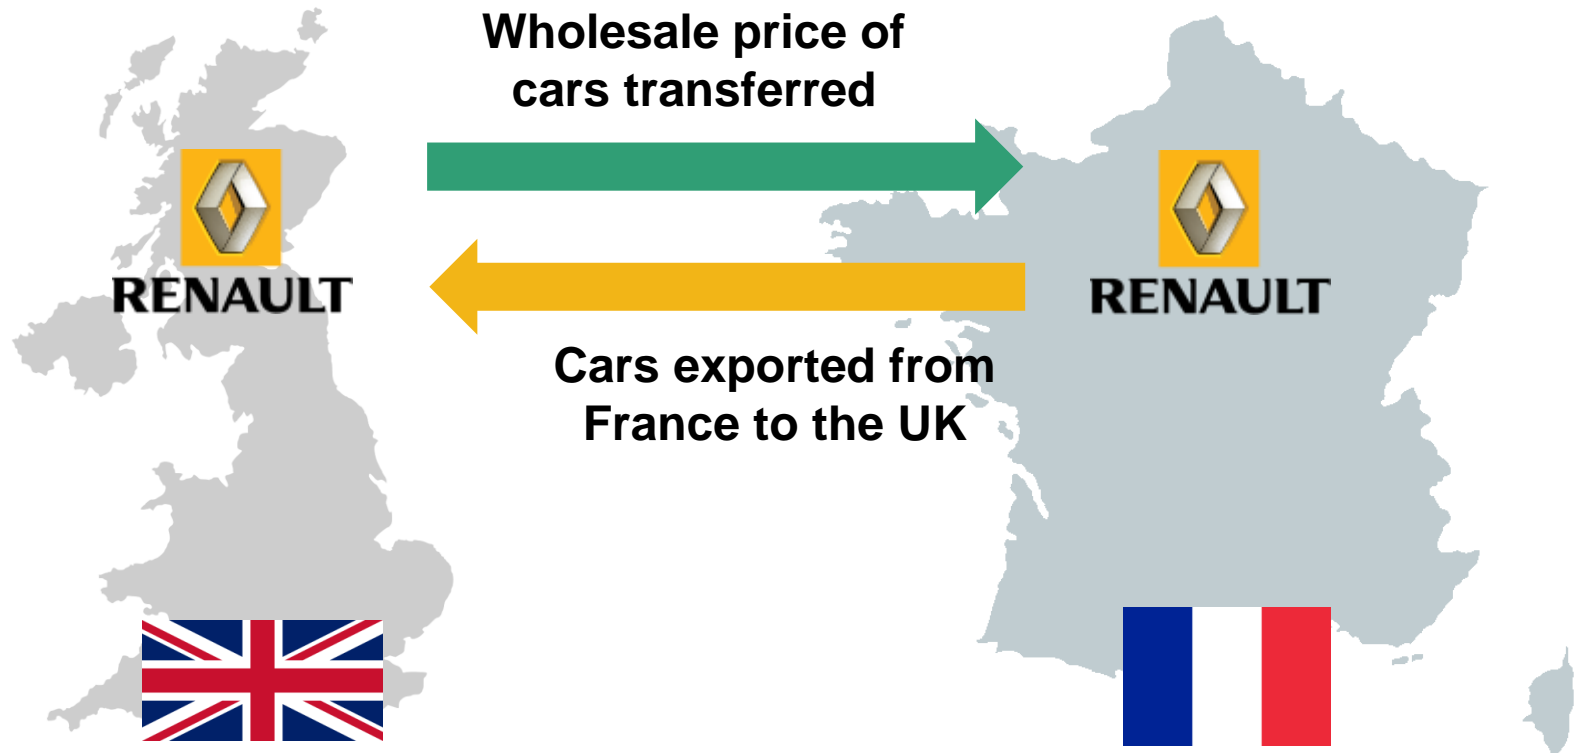 Wholesale price of
cars transferred
RENAULT
RENAULT
Cars exported from
France to the UK